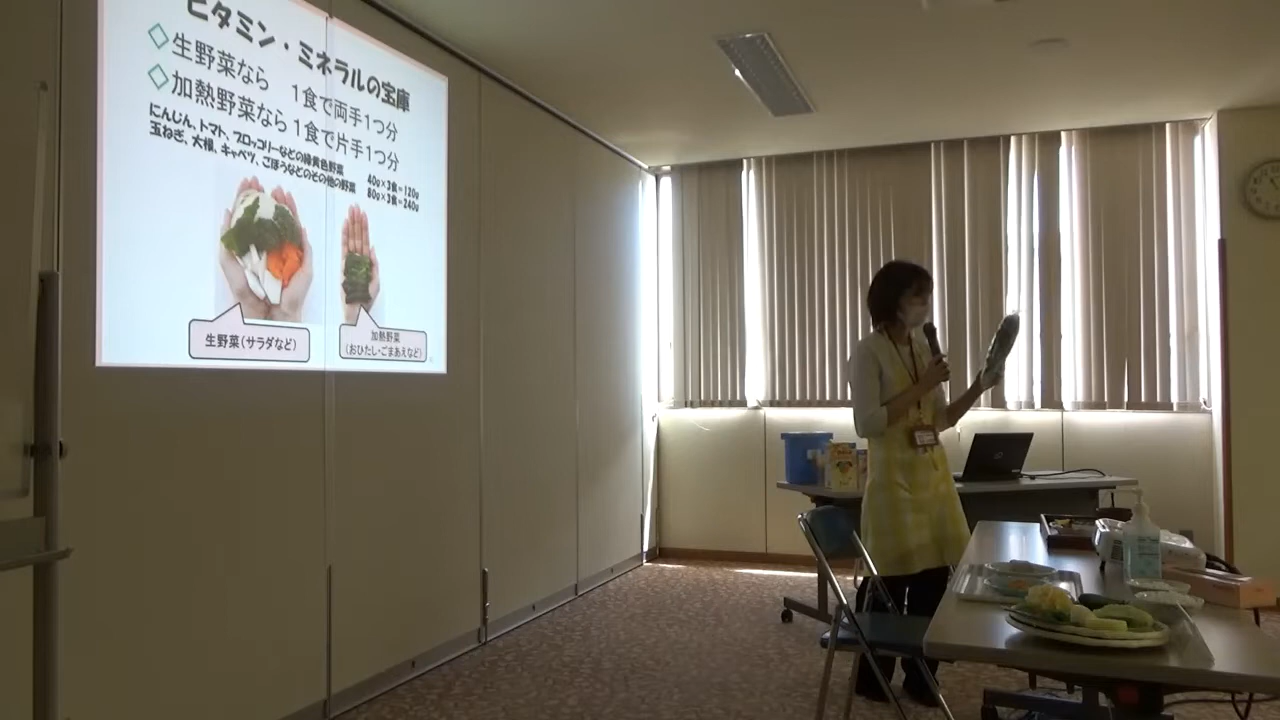 ビタミン・ミネラルの宝庫
◇生野菜なら 1食で両手1つ分
◇加熱野菜なら1食で片手1つ分
にんじん、トマト、ブロッコリーなどの緑黄色野菜 40g×3食=120g
玉ねぎ、大根、キャベツ、ごぼうなどのその他の野菜 80g×3食=240g
生野菜(サラダなど)
加熱野菜
(おひたし・ごまあえなど)